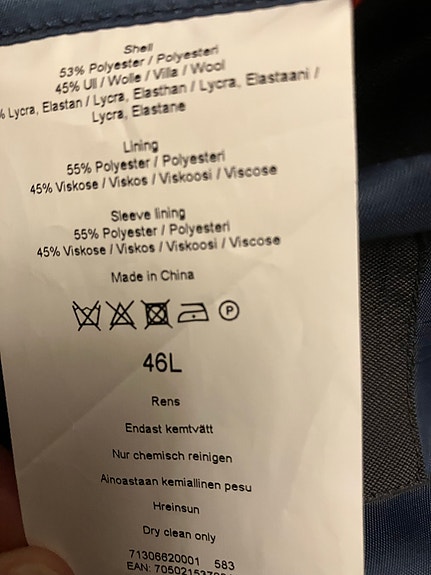 Shell
53% Polyester / Polyesteri
45% Ull / Wolle / Villa / Wool
% Lycra, Elastan / Lycra, Elasthan / Lycra, Elastaani /
Lycra, Elastane
Lining
55% Polyester / Polyesteri
45% Viskose / Viskos / Viskoosi / Viscose
Sleeve lining
55% Polyester / Polyesteri
45% Viskose / Viskos / Viskoosi / Viscose
Made in China
P
46L
Rens
Endast kemtvätt
Nur chemisch reinigen
Ainoastaan kemiallinen pesu
Hreinsun
Dry clean only
71306620001 583
EAN: